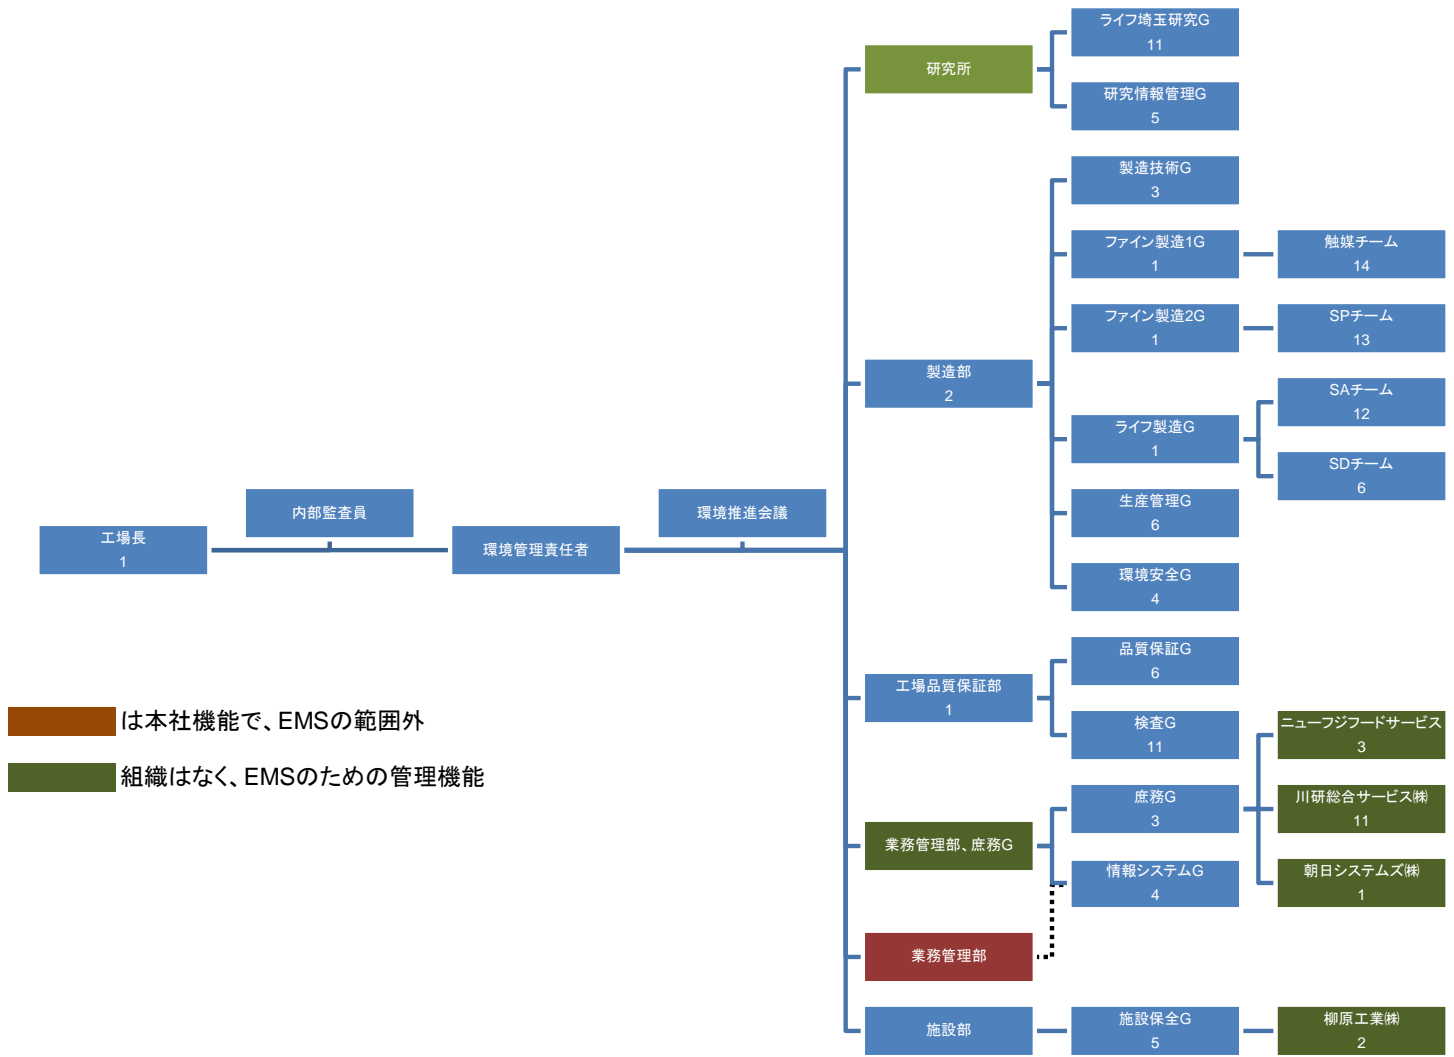 工場長
1
内部監査員
環境管理責任者
環境推進会議
研究所
ライフ埼玉研究G
11
研究情報管理G
5
製造部
2
製造技術G
3
ファイン製造1G
1
触媒チーム
14
ファイン製造2G
1
SPチーム
13
ライフ製造G
1
SAチーム
12
SDチーム
6
生産管理G
6
環境安全G
4
工場品質保証部
1
品質保証G
6
検査G
11
業務管理部、庶務G
庶務G
3
ニューフジフードサービス
3
川研総合サービス㈱
11
朝日システムズ㈱
1
情報システムG
4
業務管理部
施設部
施設保全G
5
柳原工業㈱
2
は本社機能で、EMSの範囲外
組織はなく、EMSのための管理機能